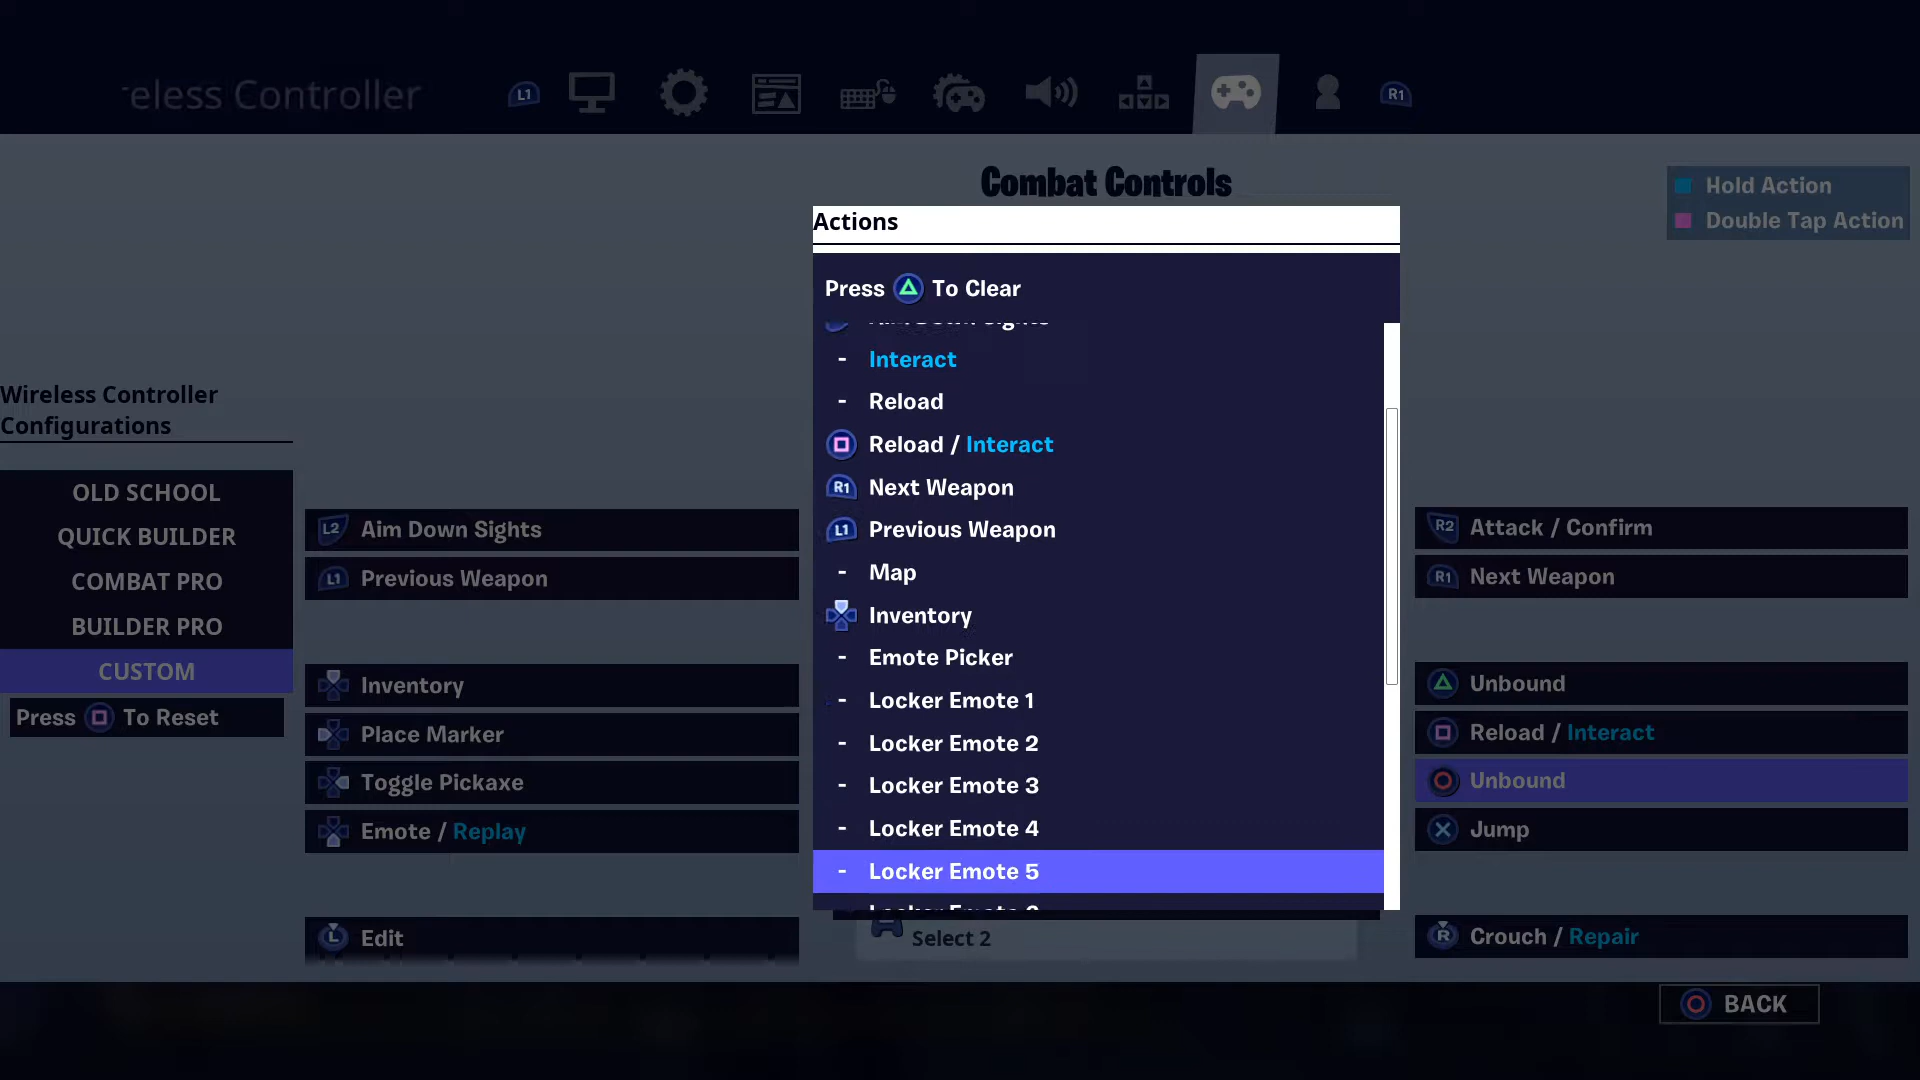 eless Controller
L1
R1
Combat Controls
Hold Action
Double Tap Action
Actions
Press To Clear
Aim Down Sights
- Interact
- Reload
Reload / Interact
R1 Next Weapon
L1 Previous Weapon
- Map
Inventory
- Emote Picker
- Locker Emote 1
- Locker Emote 2
- Locker Emote 3
- Locker Emote 4
- Locker Emote 5
Select 2
Wireless Controller
Configurations
OLD SCHOOL
QUICK BUILDER
COMBAT PRO
BUILDER PRO
CUSTOM
Press To Reset
L2 Aim Down Sights
L1 Previous Weapon
Inventory
Place Marker
Toggle Pickaxe
Emote / Replay
L Edit
R2 Attack / Confirm
R1 Next Weapon
Unbound
Reload / Interact
Unbound
Jump
R Crouch / Repair
BACK